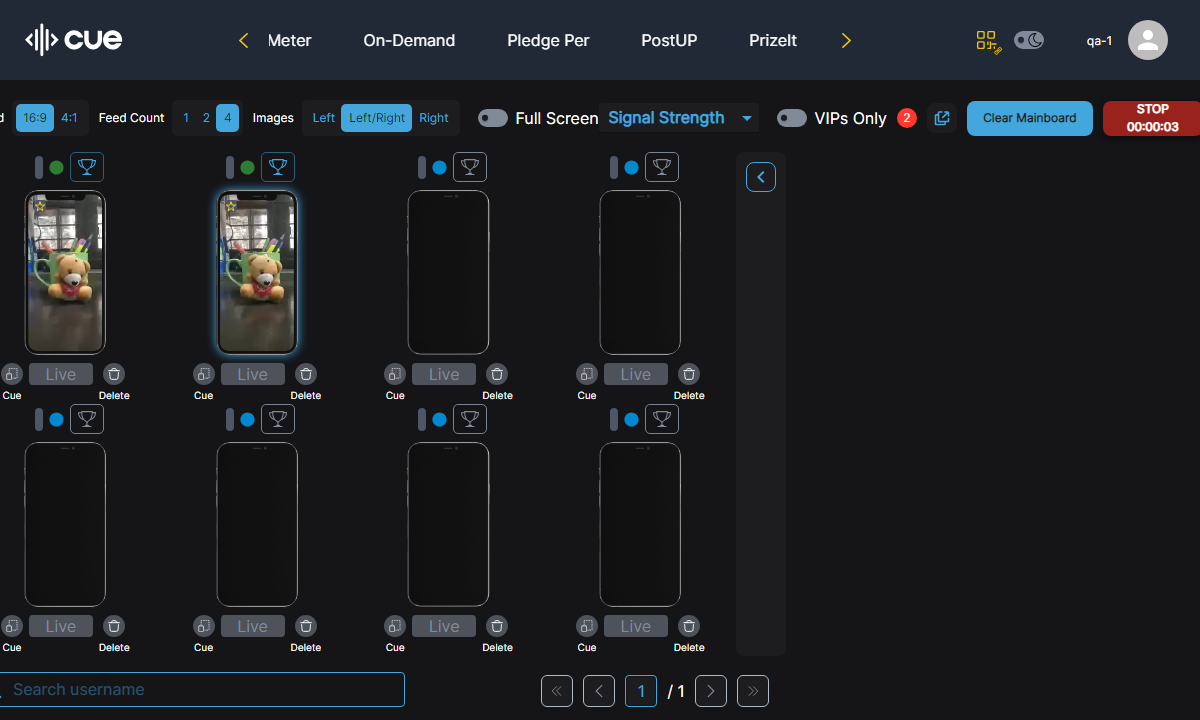 cue
Meter
On-Demand
Pledge Per
PostUP
PrizeIt
qa-1
d
16:9
4:1
Feed Count
1
2
4
Images
Left
Left/Right
Right
Full Screen
Signal Strength
VIPs Only
2
Clear Mainboard
STOP
00:00:03
Live
Live
Live
Live
Cue
Delete
Cue
Delete
Cue
Delete
Cue
Delete
Live
Live
Live
Live
Cue
Delete
Cue
Delete
Cue
Delete
Cue
Delete
Search username
1
/ 1